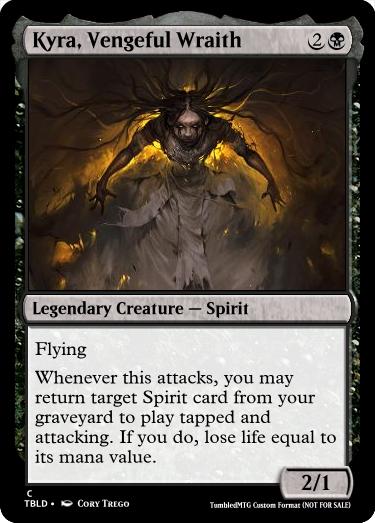 Kyra, Vengeful Wraith 2
Legendary Creature — Spirit
Flying
Whenever this attacks, you may
return target Spirit card from your
graveyard to play tapped and
attacking. If you do, lose life equal to
its mana value.
2/1
C
TBLD • Cory Trego
TumbledMTG Custom Format (NOT FOR SALE)